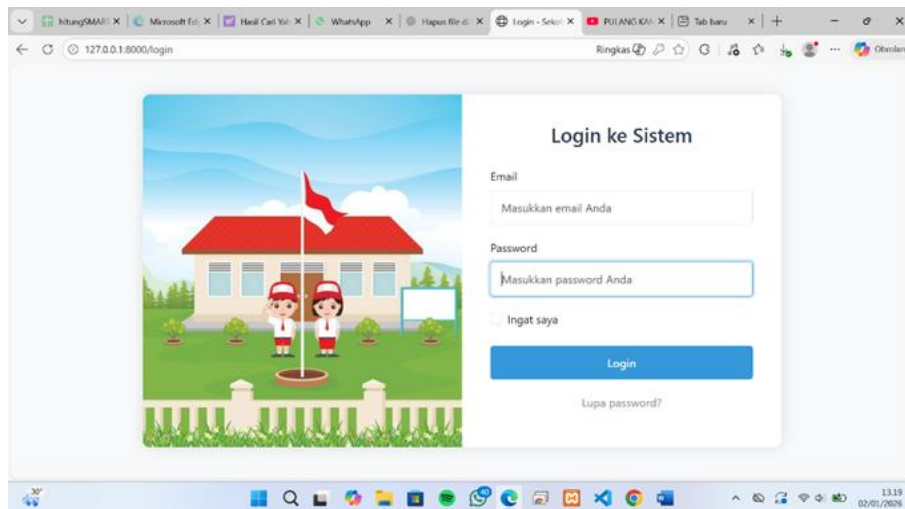 hitungSMART
Microsoft Ed
Hasil Cari
WhatsApp
Hapus file di
Login - Sekol
PULANG KA
Tab baru
127.0.0.1:8000/login
Ringkas
Obrolan
Login ke Sistem
Email
Masukkan email Anda
Password
Masukkan password Anda
Ingat saya
Login
Lupa password?
30°
13.19
02/01/2026